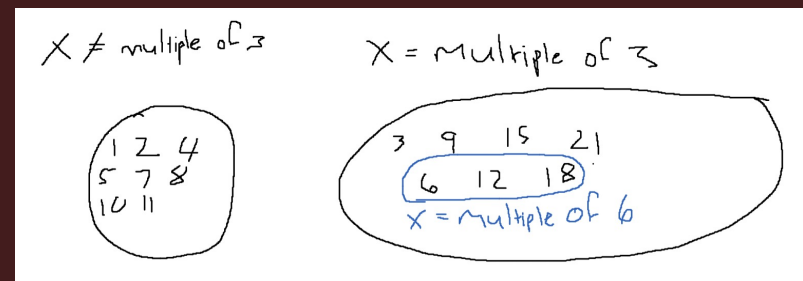 X ≠ multiple of 3
X = multiple of 3
1 2 4
5 7 8
10 11
3 9 15 21
6 12 18
x = multiple of 6